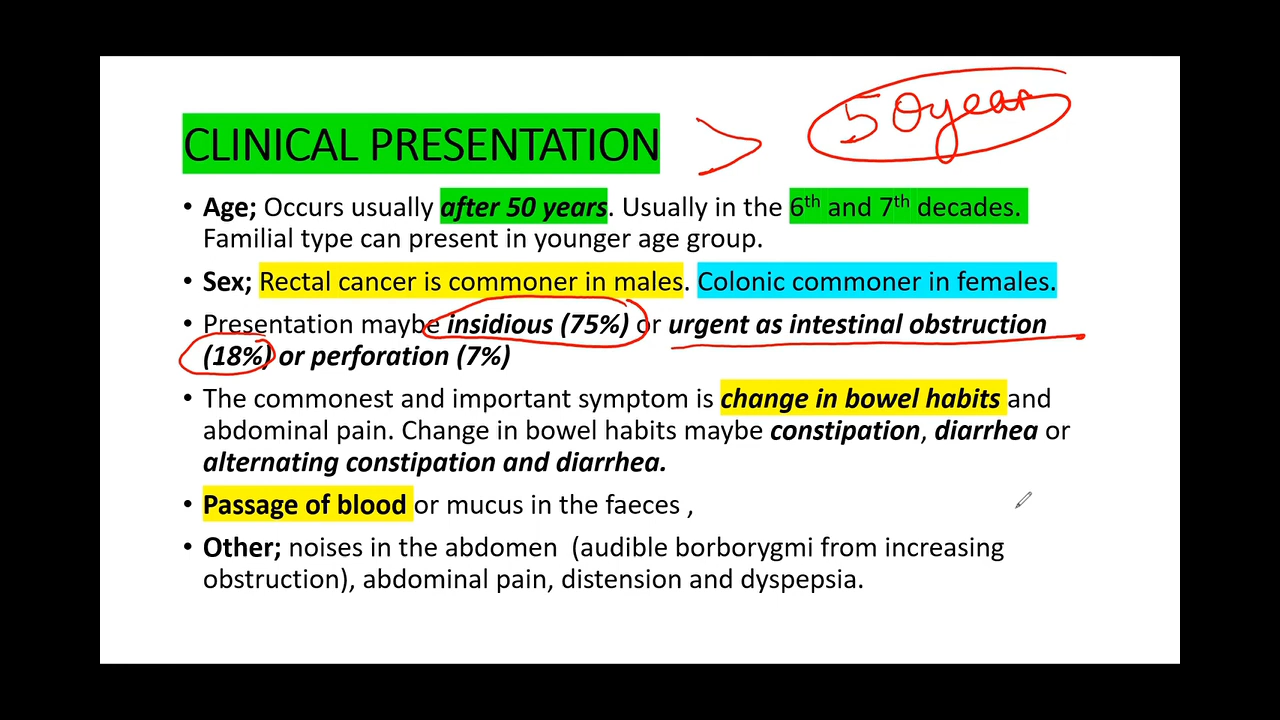 50year
CLINICAL PRESENTATION >
• Age; Occurs usually after 50 years. Usually in the 6th and 7th decades.
Familial type can present in younger age group.
• Sex; Rectal cancer is commoner in males. Colonic commoner in females.
• Presentation maybe insidious (75%) or urgent as intestinal obstruction
(18%) or perforation (7%)
• The commonest and important symptom is change in bowel habits and
abdominal pain. Change in bowel habits maybe constipation, diarrhea or
alternating constipation and diarrhea.
• Passage of blood or mucus in the faeces ,
• Other; noises in the abdomen (audible borborygmi from increasing
obstruction), abdominal pain, distension and dyspepsia.